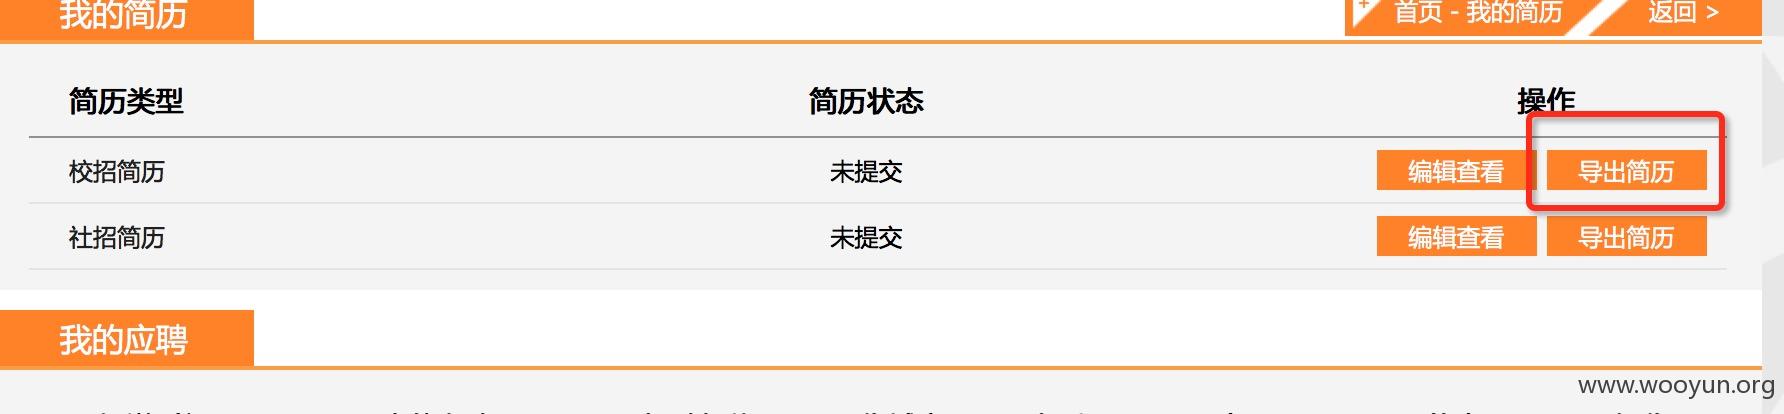 我的简历
首页 - 我的简历 返回 >
简历类型 简历状态 操作
校招简历 未提交 编辑查看 导出简历
社招简历 未提交 编辑查看 导出简历
我的应聘
www.wooyun.org